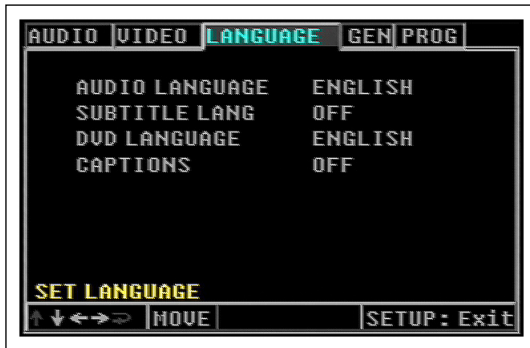 AUDIO VIDEO LANGUAGE GEN PROG
AUDIO LANGUAGE ENGLISH
SUBTITLE LANG OFF
DVD LANGUAGE ENGLISH
CAPTIONS OFF
SET LANGUAGE
MOVE SETUP: Exit